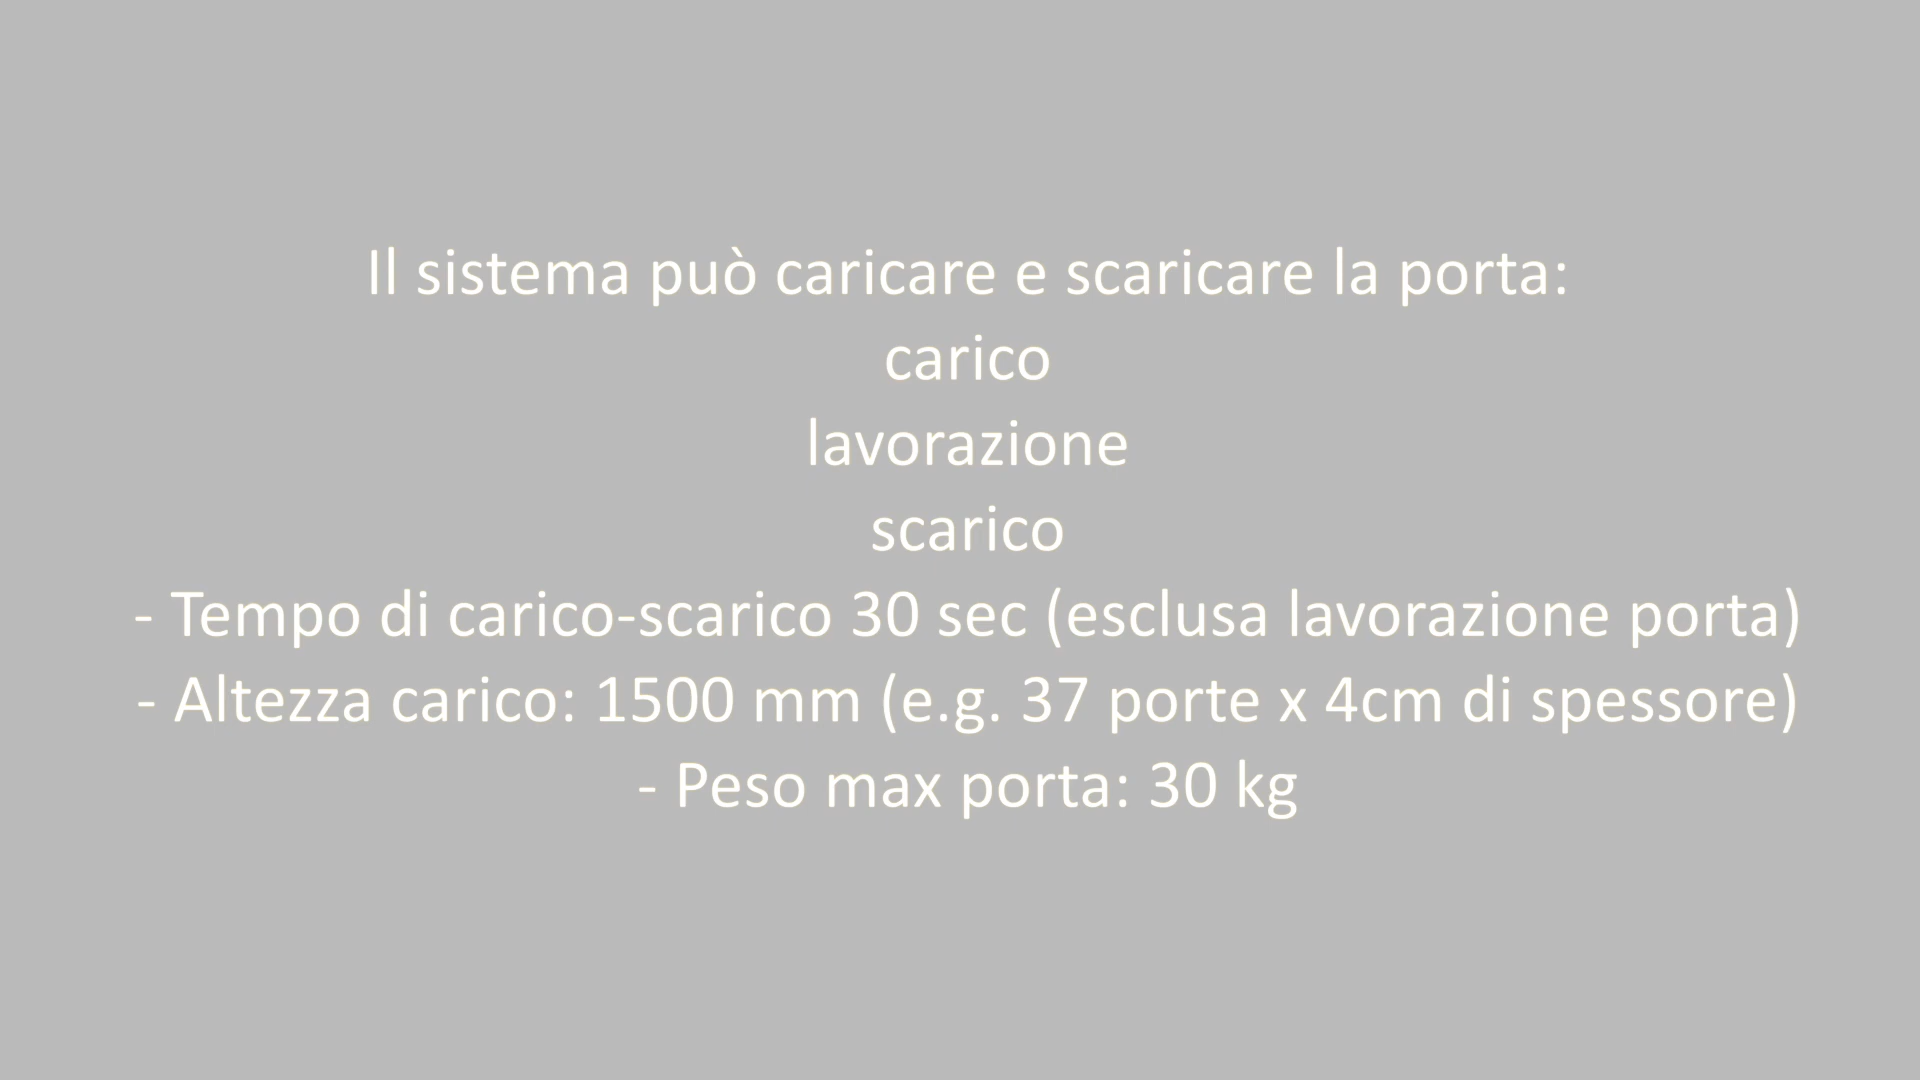 Il sistema può caricare e scaricare la porta:
carico
lavorazione
scarico
- Tempo di carico-scarico 30 sec (esclusa lavorazione porta)
- Altezza carico: 1500 mm (e.g. 37 porte x 4cm di spessore)
- Peso max porta: 30 kg